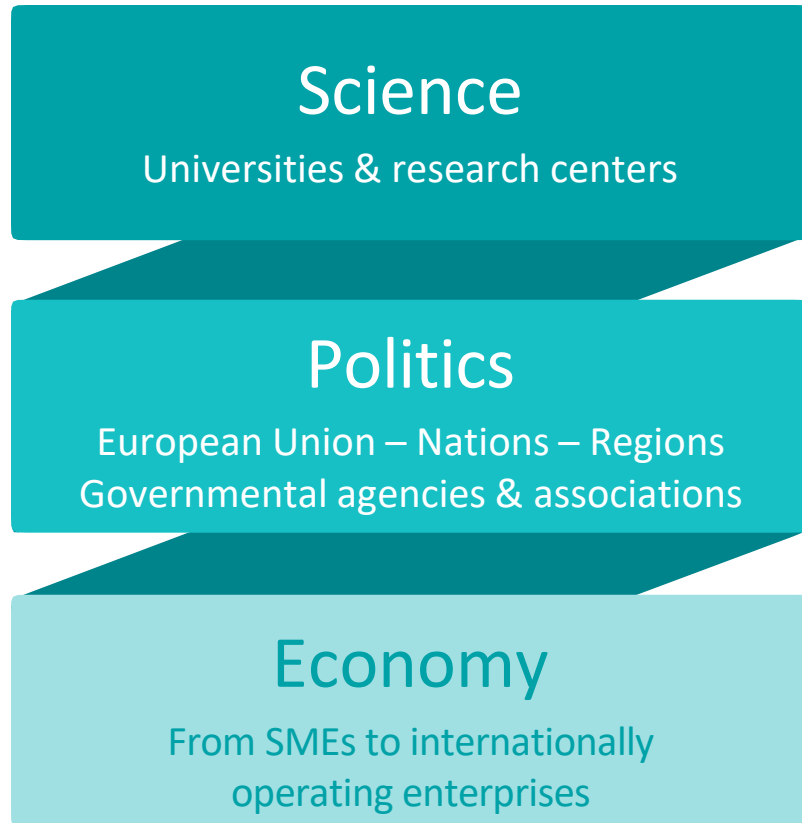 Science
Universities & research centers
Politics
European Union – Nations – Regions
Governmental agencies & associations
Economy
From SMEs to internationally
operating enterprises